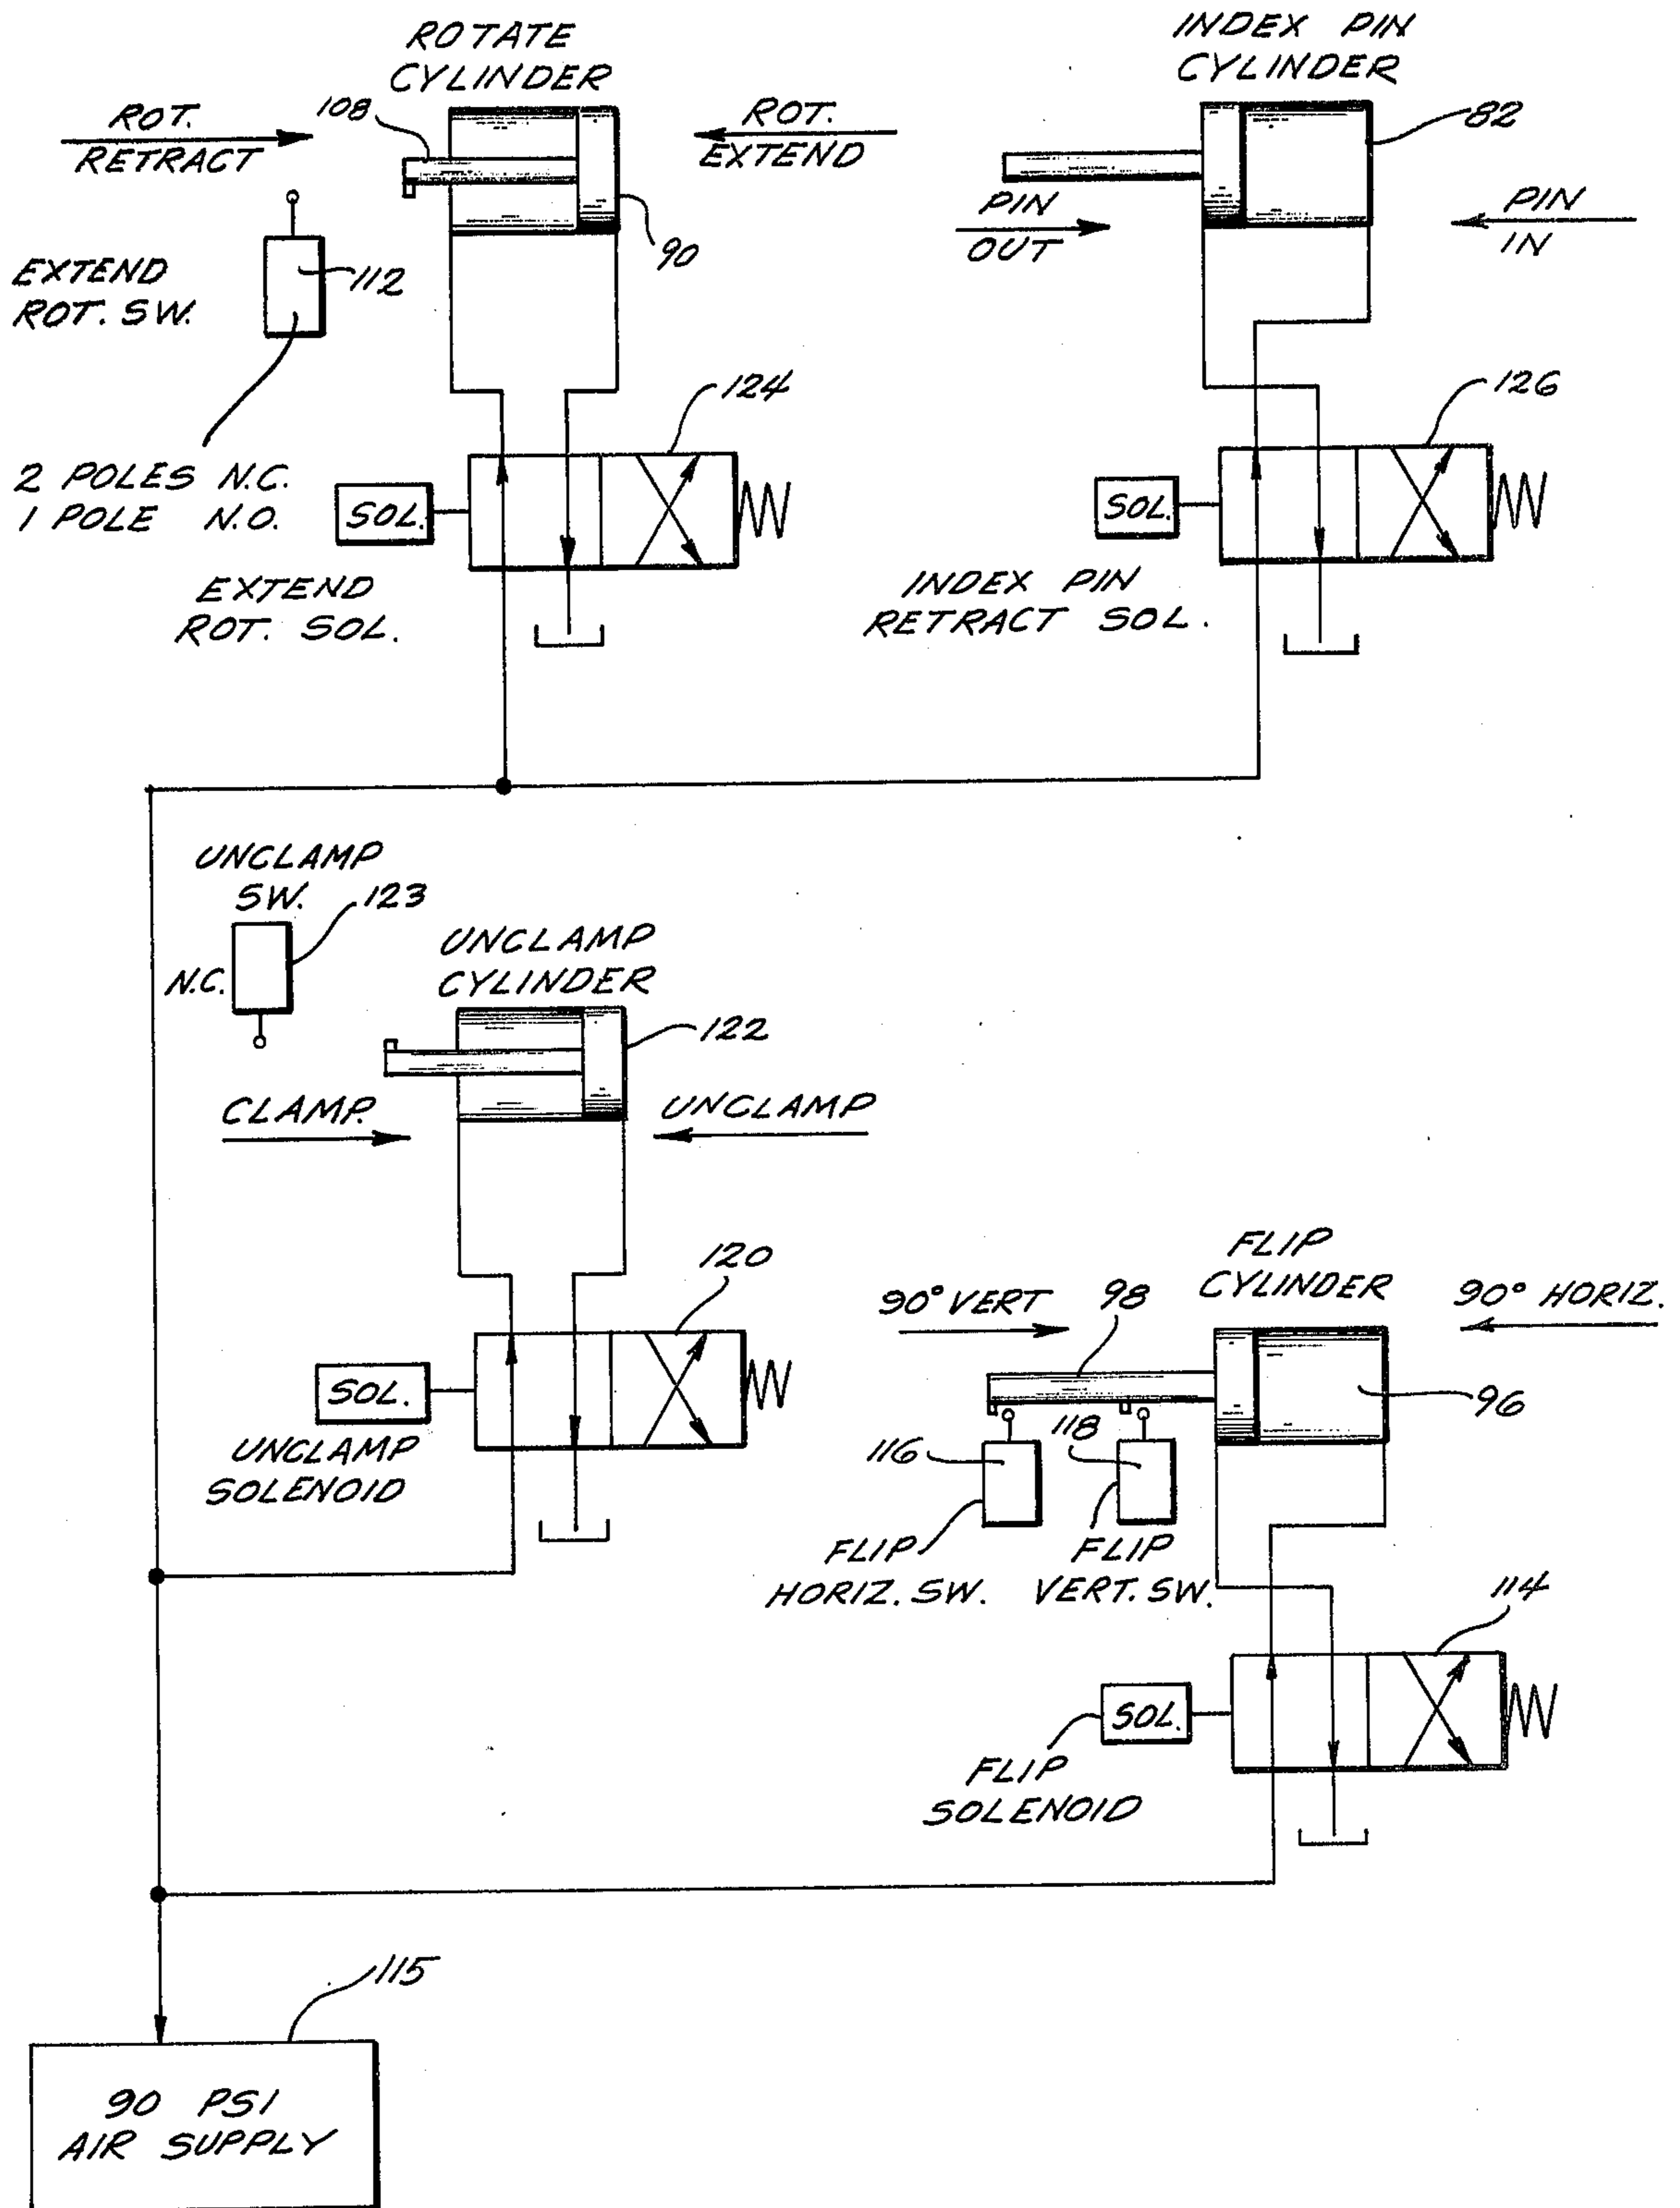 ROTATE
CYLINDER
INDEX PIN
CYLINDER
ROT.
RETRACT
108
ROT.
EXTEND
82
90
PIN
OUT
PIN
IN
EXTEND
ROT. SW.
112
2 POLES N.C.
1 POLE N.O.
124
126
SOL.
SOL.
EXTEND
ROT. SOL.
INDEX PIN
RETRACT SOL.
UNCLAMP
SW.
123
N.C.
UNCLAMP
CYLINDER
122
CLAMP.
UNCLAMP
120
SOL.
UNCLAMP
SOLENOID
FLIP
CYLINDER
90° VERT
98
90° HORIZ.
96
116
118
FLIP
HORIZ. SW.
FLIP
VERT. SW.
114
SOL.
FLIP
SOLENOID
115
90 PSI
AIR SUPPLY